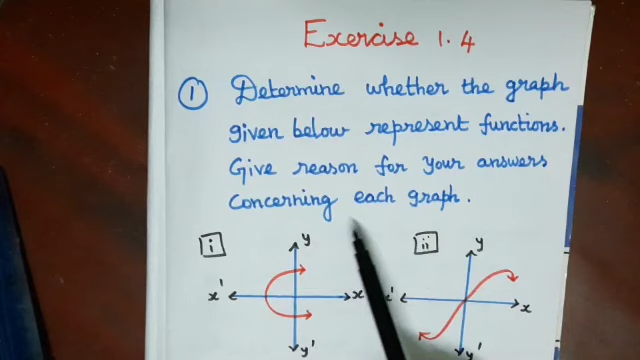 Exercise 1.4
① Determine whether the graph
given below represent functions.
Give reason for your answers
Concerning each graph.
i
ii
y
y
x' x x' x
y'
y'